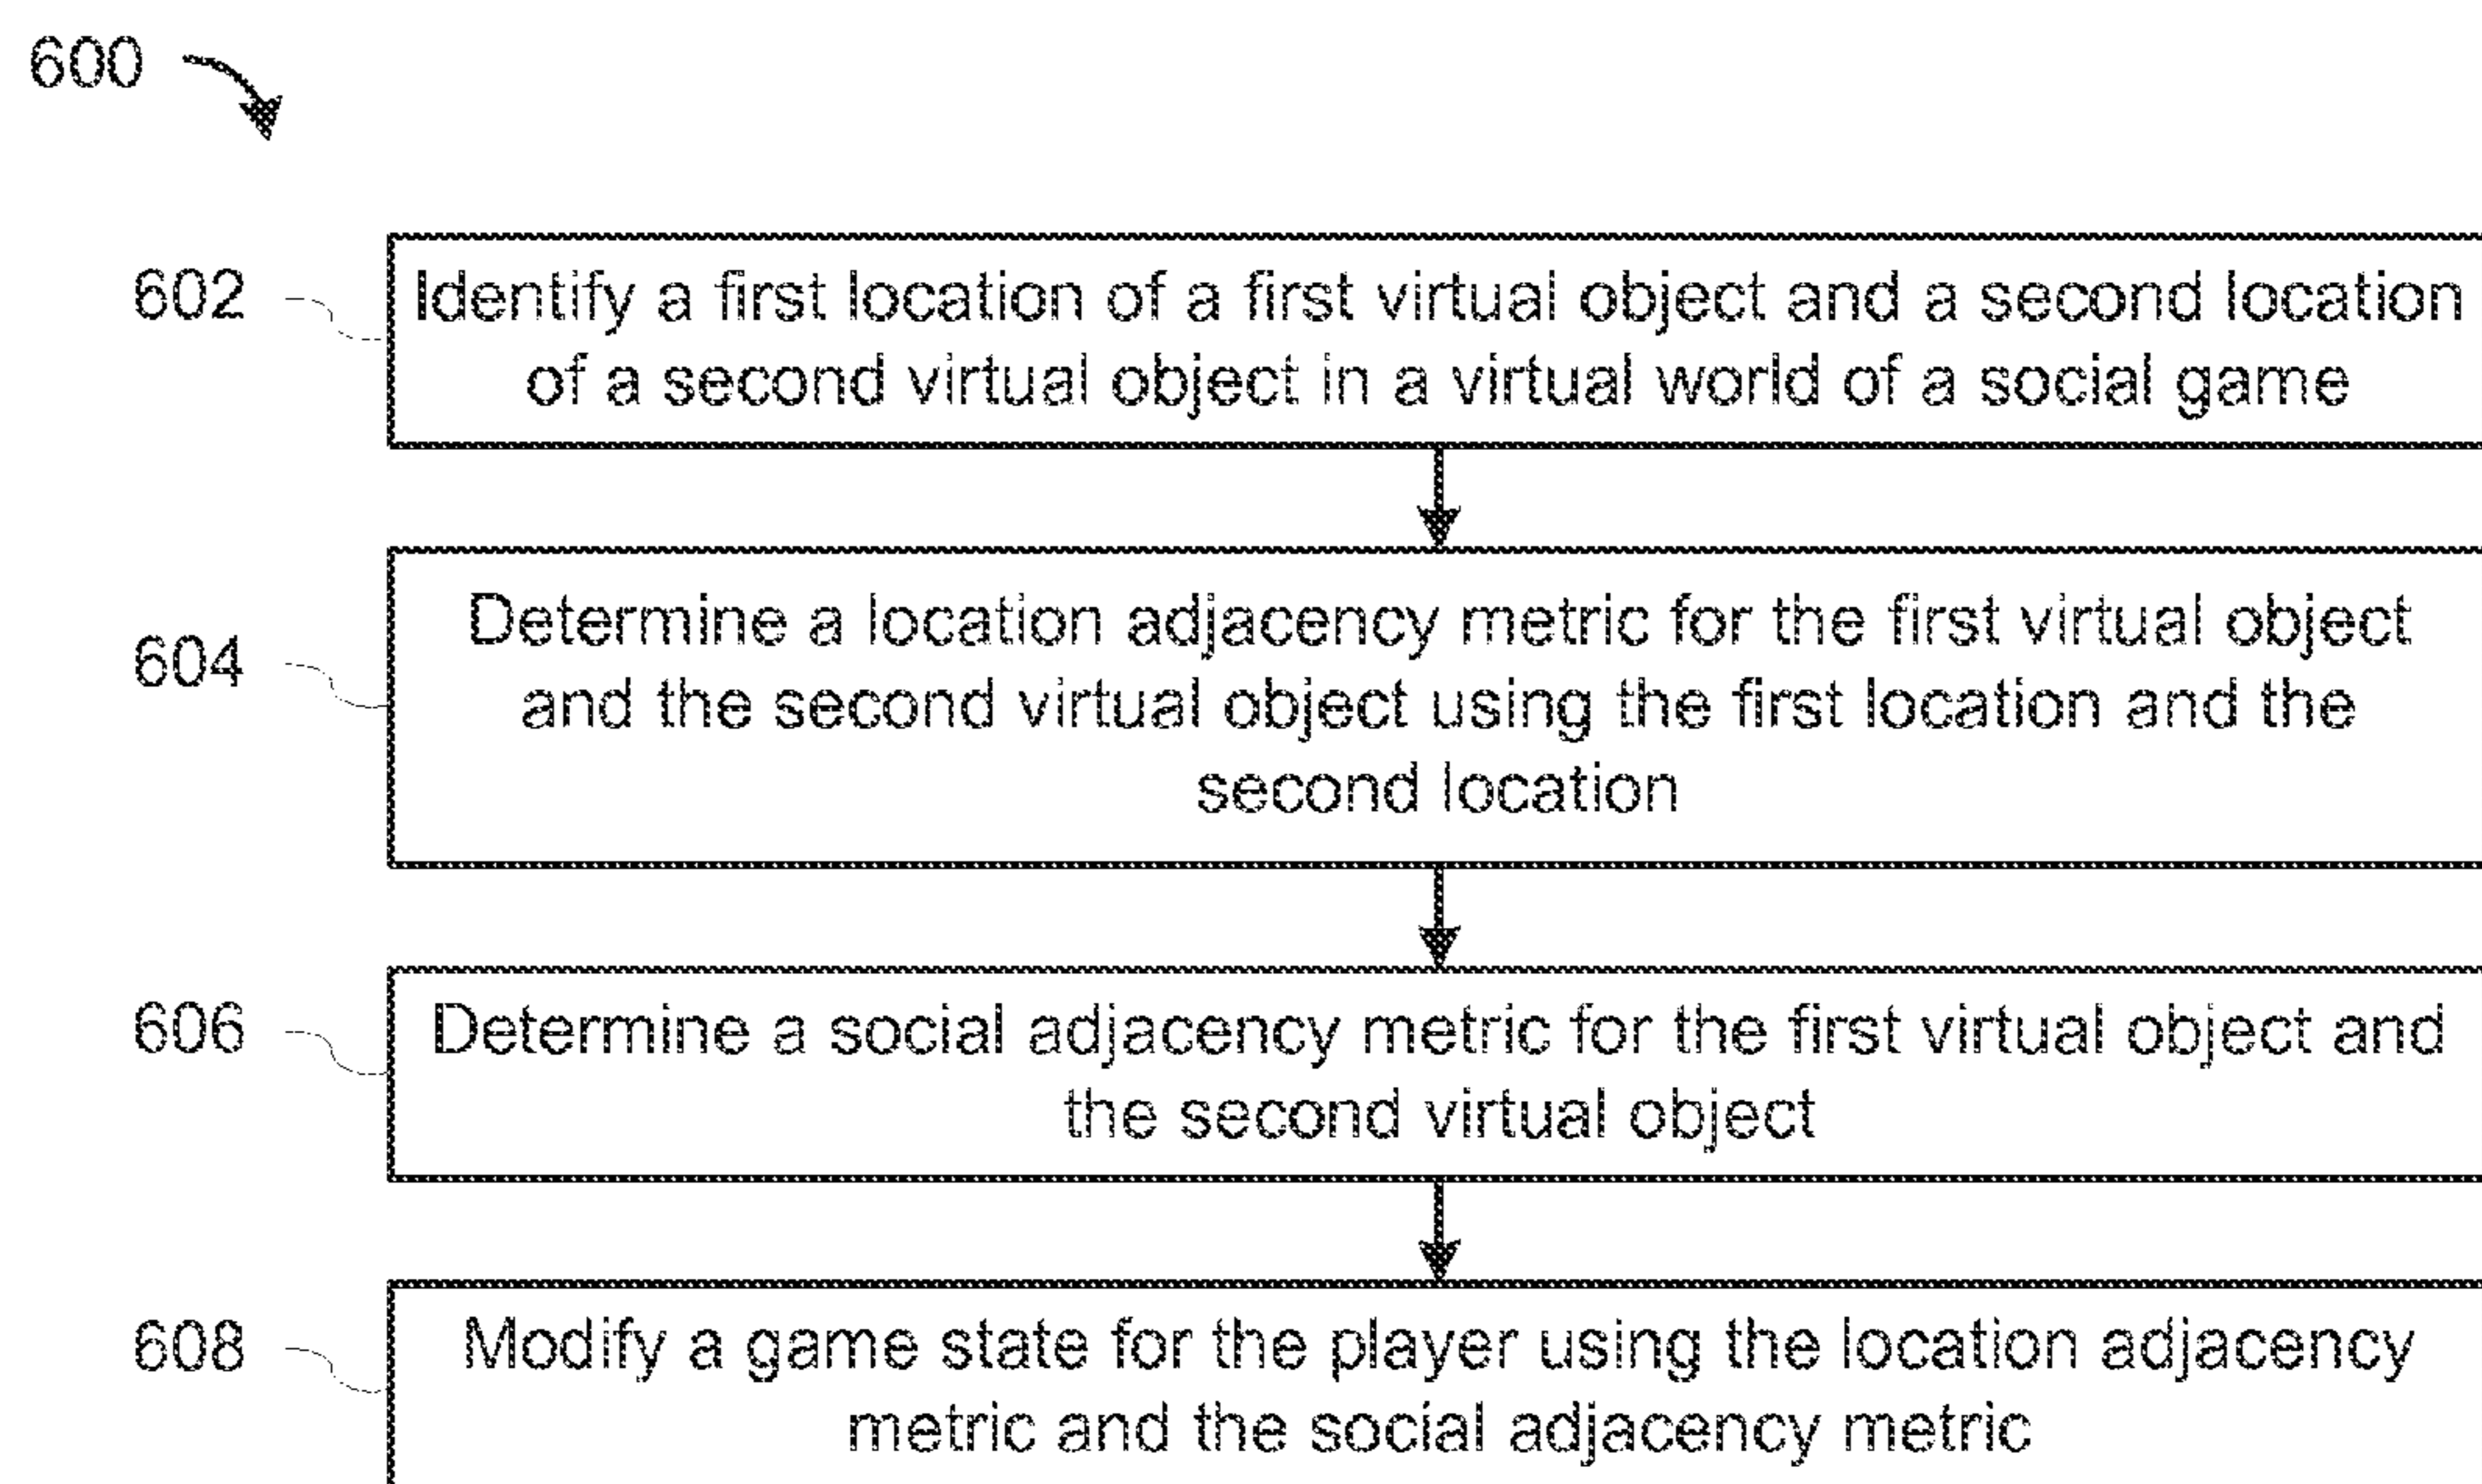 600
602
Identify a first location of a first virtual object and a second location
of a second virtual object in a virtual world of a social game
604
Determine a location adjacency metric for the first virtual object
and the second virtual object using the first location and the
second location
606
Determine a social adjacency metric for the first virtual object and
the second virtual object
608
Modify a game state for the player using the location adjacency
metric and the social adjacency metric